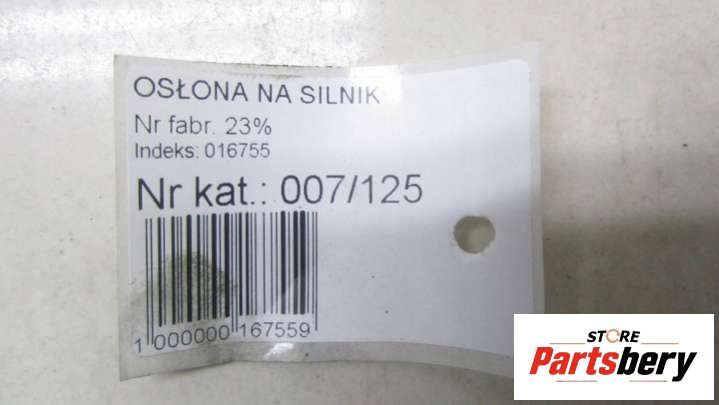 OSŁONA NA SILNIK
Nr fabr. 23%
Indeks: 016755
Nr kat.: 007/125
1 000000 167559
STORE
Partsbery